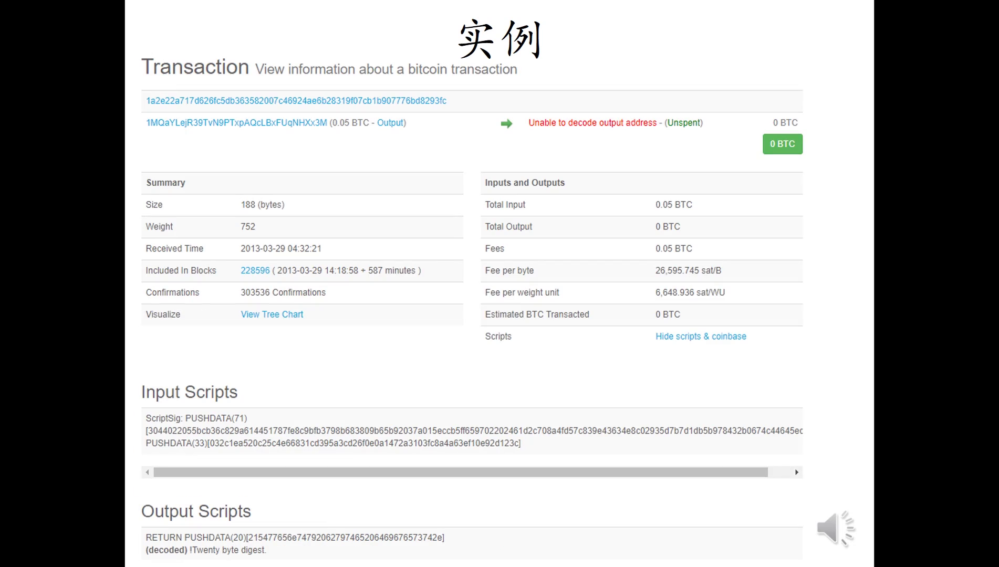 实例
Transaction View information about a bitcoin transaction
1a2e22a717d626fc5db363582007c46924ae6b28319f07cb1b907776bd8293fc
1MQaYLejR39TvN9PTxpAQcLBxFUqNHXx3M (0.05 BTC - Output) Unable to decode output address - (Unspent) 0 BTC
0 BTC
Summary
Size 188 (bytes)
Weight 752
Received Time 2013-03-29 04:32:21
Included In Blocks 228596 ( 2013-03-29 14:18:58 + 587 minutes )
Confirmations 303536 Confirmations
Visualize View Tree Chart
Inputs and Outputs
Total Input 0.05 BTC
Total Output 0 BTC
Fees 0.05 BTC
Fee per byte 26,595.745 sat/B
Fee per weight unit 6,648.936 sat/WU
Estimated BTC Transacted 0 BTC
Scripts Hide scripts & coinbase
Input Scripts
ScriptSig: PUSHDATA(71)
[3044022055bcb36c829a614451787fe8c9bfb3798b683809b65b92037a015eccb5ff659702202461d2c708a4fd57c839e43634e8c02935d7b7d1db5b978432b0674c44645ec
PUSHDATA(33)[032c1ea520c25c4e66831cd395a3cd26f0e0a1472a3103fc8a4a63ef10e92d123c]
Output Scripts
RETURN PUSHDATA(20)[215477656e74792062797465206469676573742e]
(decoded) !Twenty byte digest.